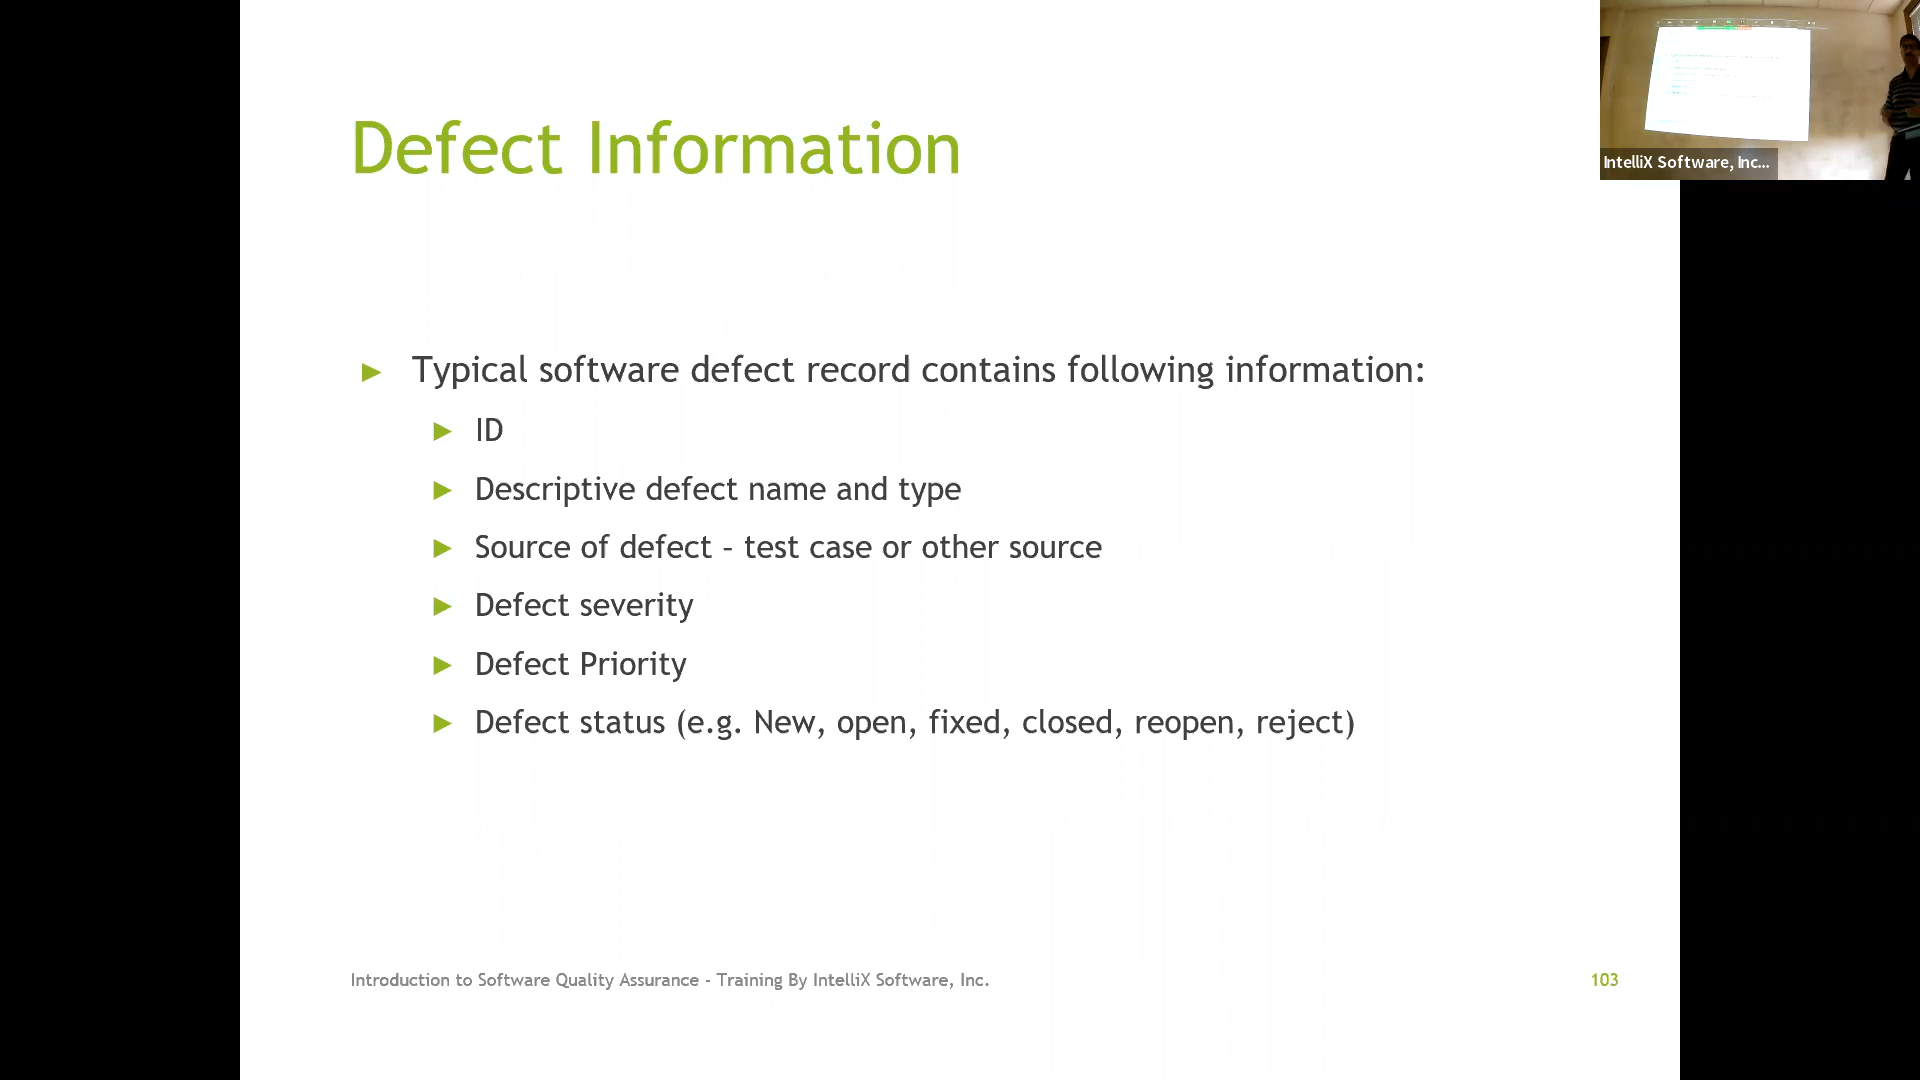 Defect Information
► Typical software defect record contains following information:
► ID
► Descriptive defect name and type
► Source of defect – test case or other source
► Defect severity
► Defect Priority
► Defect status (e.g. New, open, fixed, closed, reopen, reject)
Introduction to Software Quality Assurance - Training By IntelliX Software, Inc.
103
IntelliX Software, Inc...